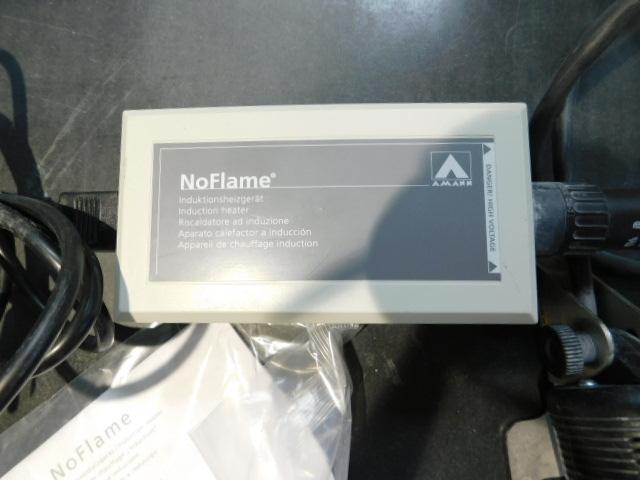 NoFlame®
Induktionsheizgerät
Induction heater
Riscaldatore ad induzione
Aparato calefactor a inducción
Appareil de chauffage induction
AMANN
DANGER! HIGH VOLTAGE
NoFlame